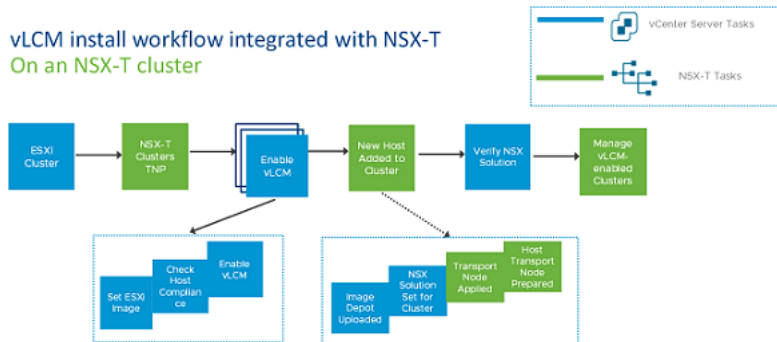 vLCM install workflow integrated with NSX-T
On an NSX-T cluster
vCenter Server Tasks
NSX-T Tasks
ESXI
Cluster
NSX-T
Clusters
TNP
Enable
vLCM
New Host
Added to
Cluster
Verify NSX
Solution
Manage
vLCM-
enabled
Clusters
Set ESXI
Image
Check
Host
Complian
ce
Enable
vLCM
Image
Depot
Uploaded
NSX
Solution
Set for
Cluster
Transport
Node
Applied
Host
Transport
Node
Prepared